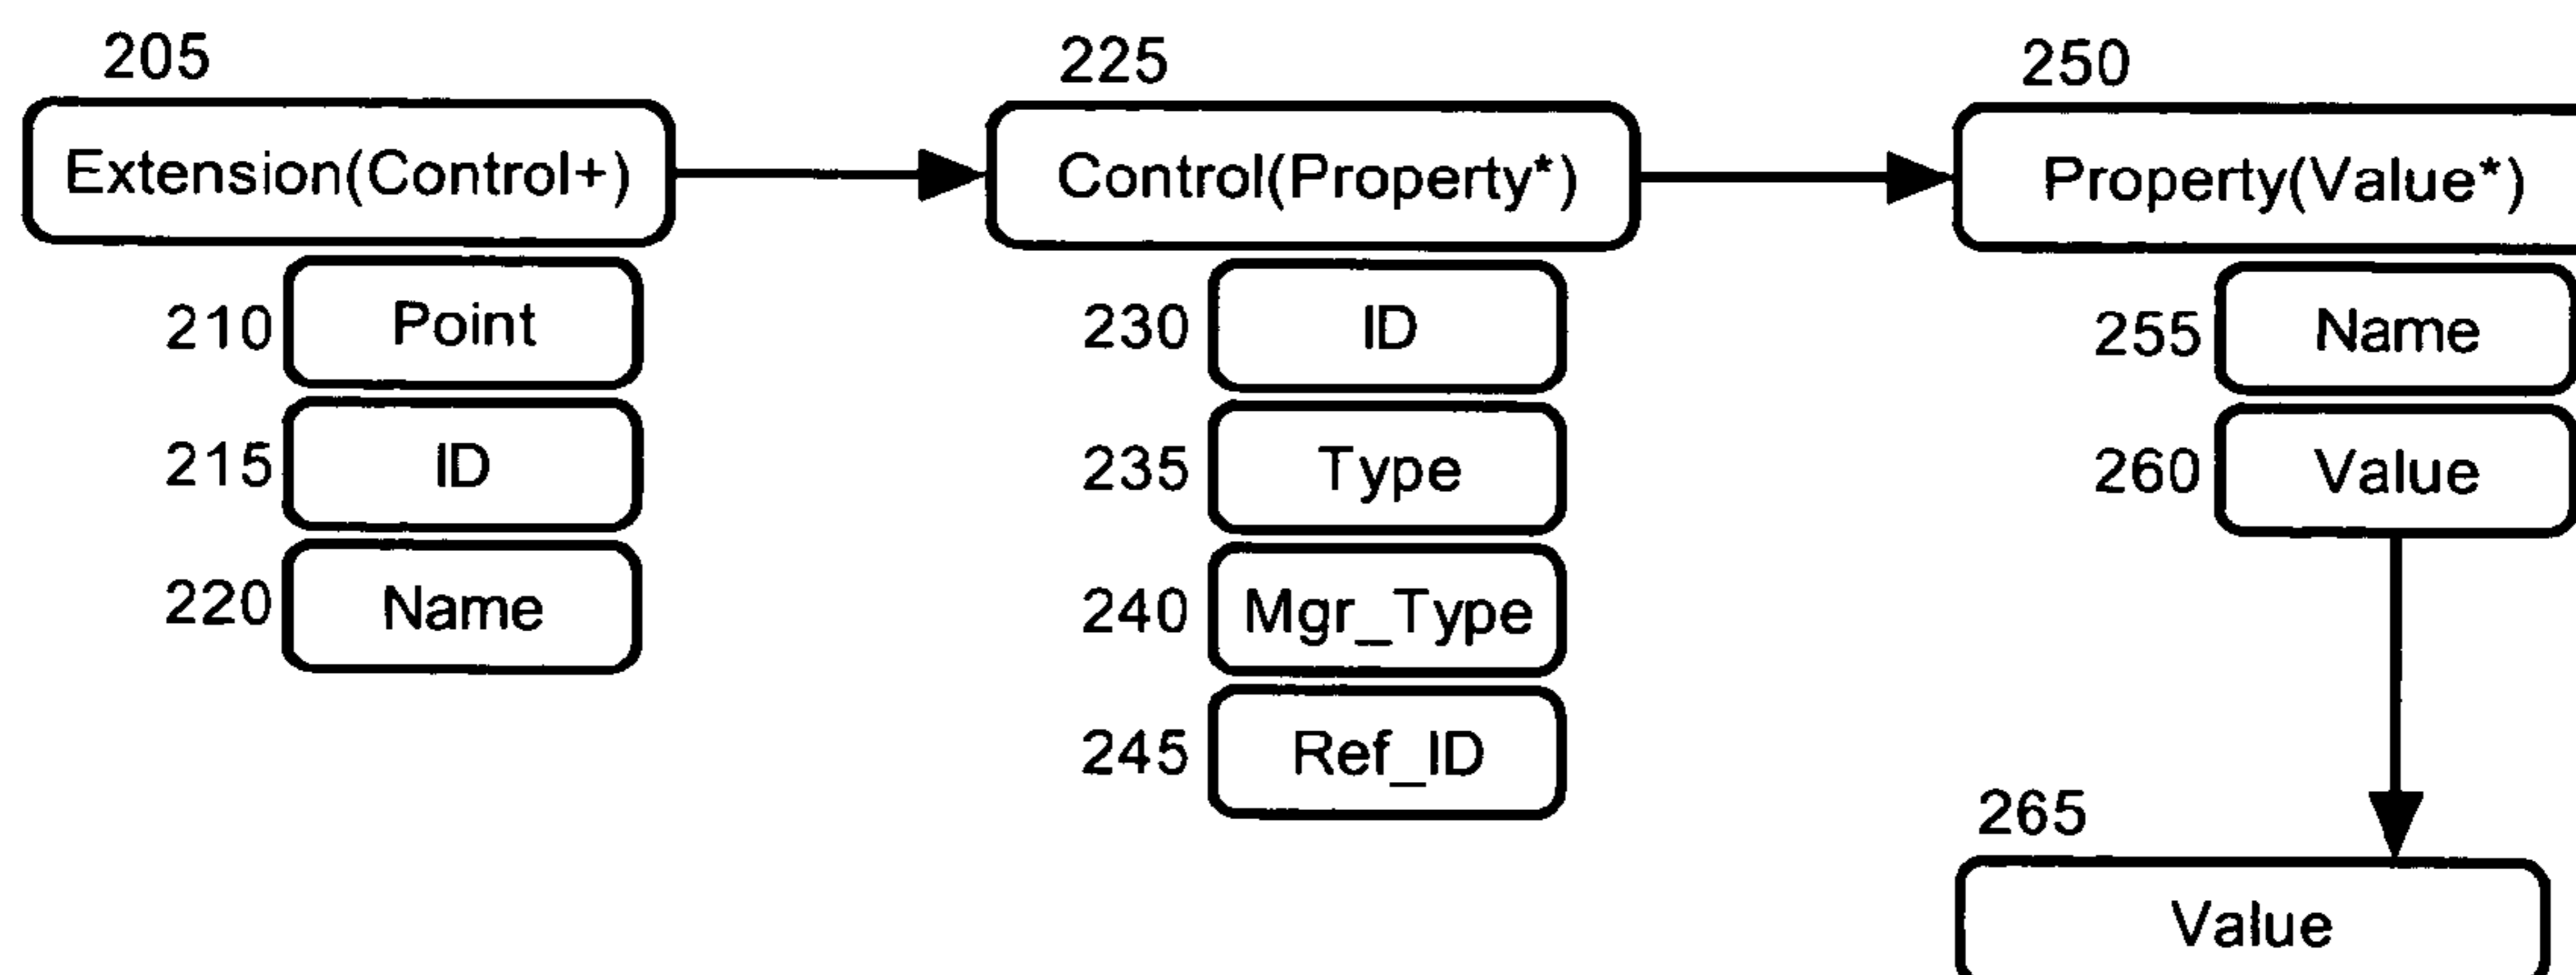 205
Extension(Control+)
210 Point
215 ID
220 Name
225
Control(Property*)
230 ID
235 Type
240 Mgr_Type
245 Ref_ID
250
Property(Value*)
255 Name
260 Value
265
Value